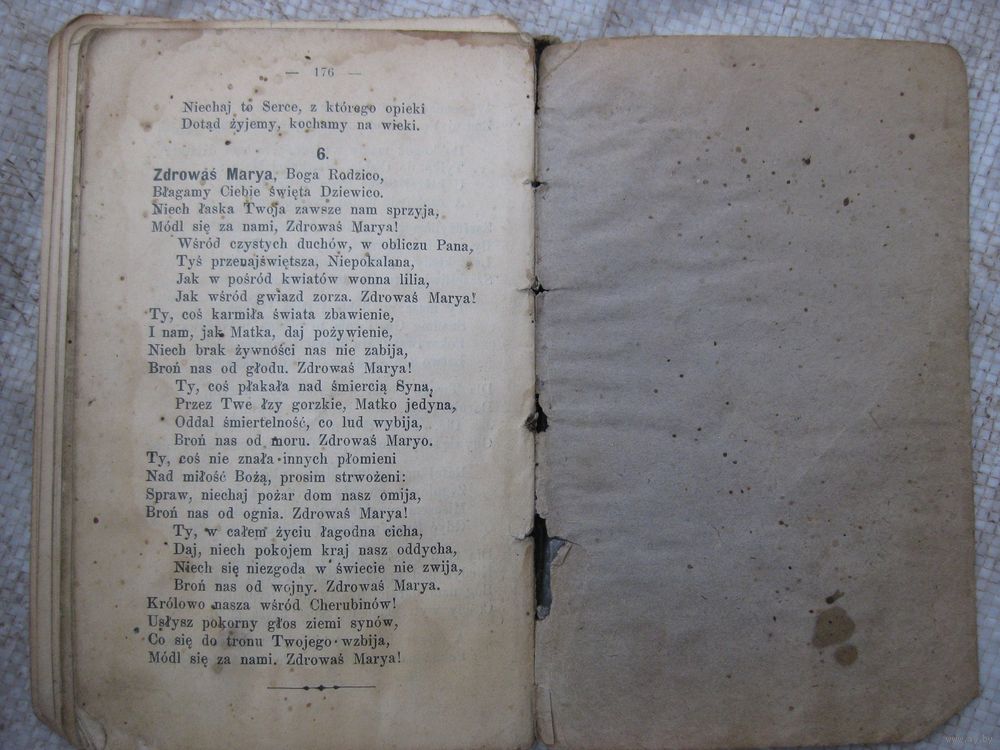 — 176 —
Niechaj to Serce, z którego opieki
Dotąd żyjemy, kochamy na wieki.
6.
Zdrowaś Marya, Boga Rodzico,
Błagamy Ciebie święta Dziewico.
Niech łaska Twoja zawsze nam sprzyja,
Módl się za nami, Zdrowaś Marya!
Wśród czystych duchów, w obliczu Pana,
Tyś przenajświętsza, Niepokalana,
Jak w pośród kwiatów wonna lilia,
Jak wśród gwiazd zorza. Zdrowaś Marya!
Ty, coś karmiła świata zbawienie,
I nam, jak Matka, daj pożywienie,
Niech brak żywności nas nie zabija,
Broń nas od głodu. Zdrowaś Marya!
Ty, coś płakała nad śmiercią Syna,
Przez Twe łzy gorzkie, Matko jedyna,
Oddal śmiertelność, co lud wybija,
Broń nas od moru. Zdrowaś Maryo.
Ty, coś nie znała innych płomieni
Nad miłość Bożą, prosim strwożeni:
Spraw, niechaj pożar dom nasz omija,
Broń nas od ognia. Zdrowaś Marya!
Ty, w całem życiu łagodna cicha,
Daj, niech pokojem kraj nasz oddycha,
Niech się niezgoda w świecie nie zwija,
Broń nas od wojny. Zdrowaś Marya.
Królowo nasza wśród Cherubinów!
Usłysz pokorny głos ziemi synów,
Co się do tronu Twojego wzbija,
Módl się za nami. Zdrowaś Marya!
www.ay.by